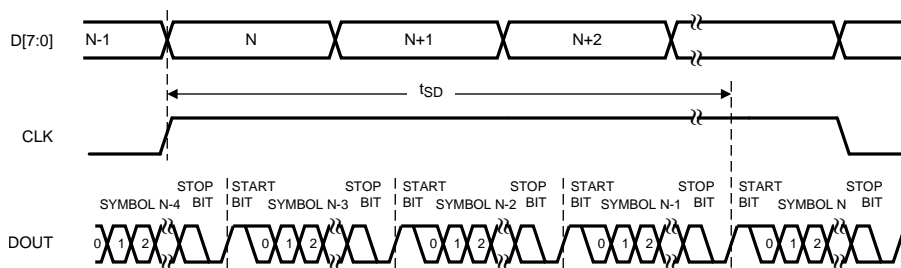 D[7:0] N-1 N N+1 N+2
tSD
CLK
STOP BIT START BIT STOP BIT START BIT STOP BIT START BIT STOP BIT START BIT STOP BIT
SYMBOL N-4 SYMBOL N-3 SYMBOL N-2 SYMBOL N-1 SYMBOL N
DOUT 0 1 2 0 1 2 0 1 2 0 1 2 0 1 2